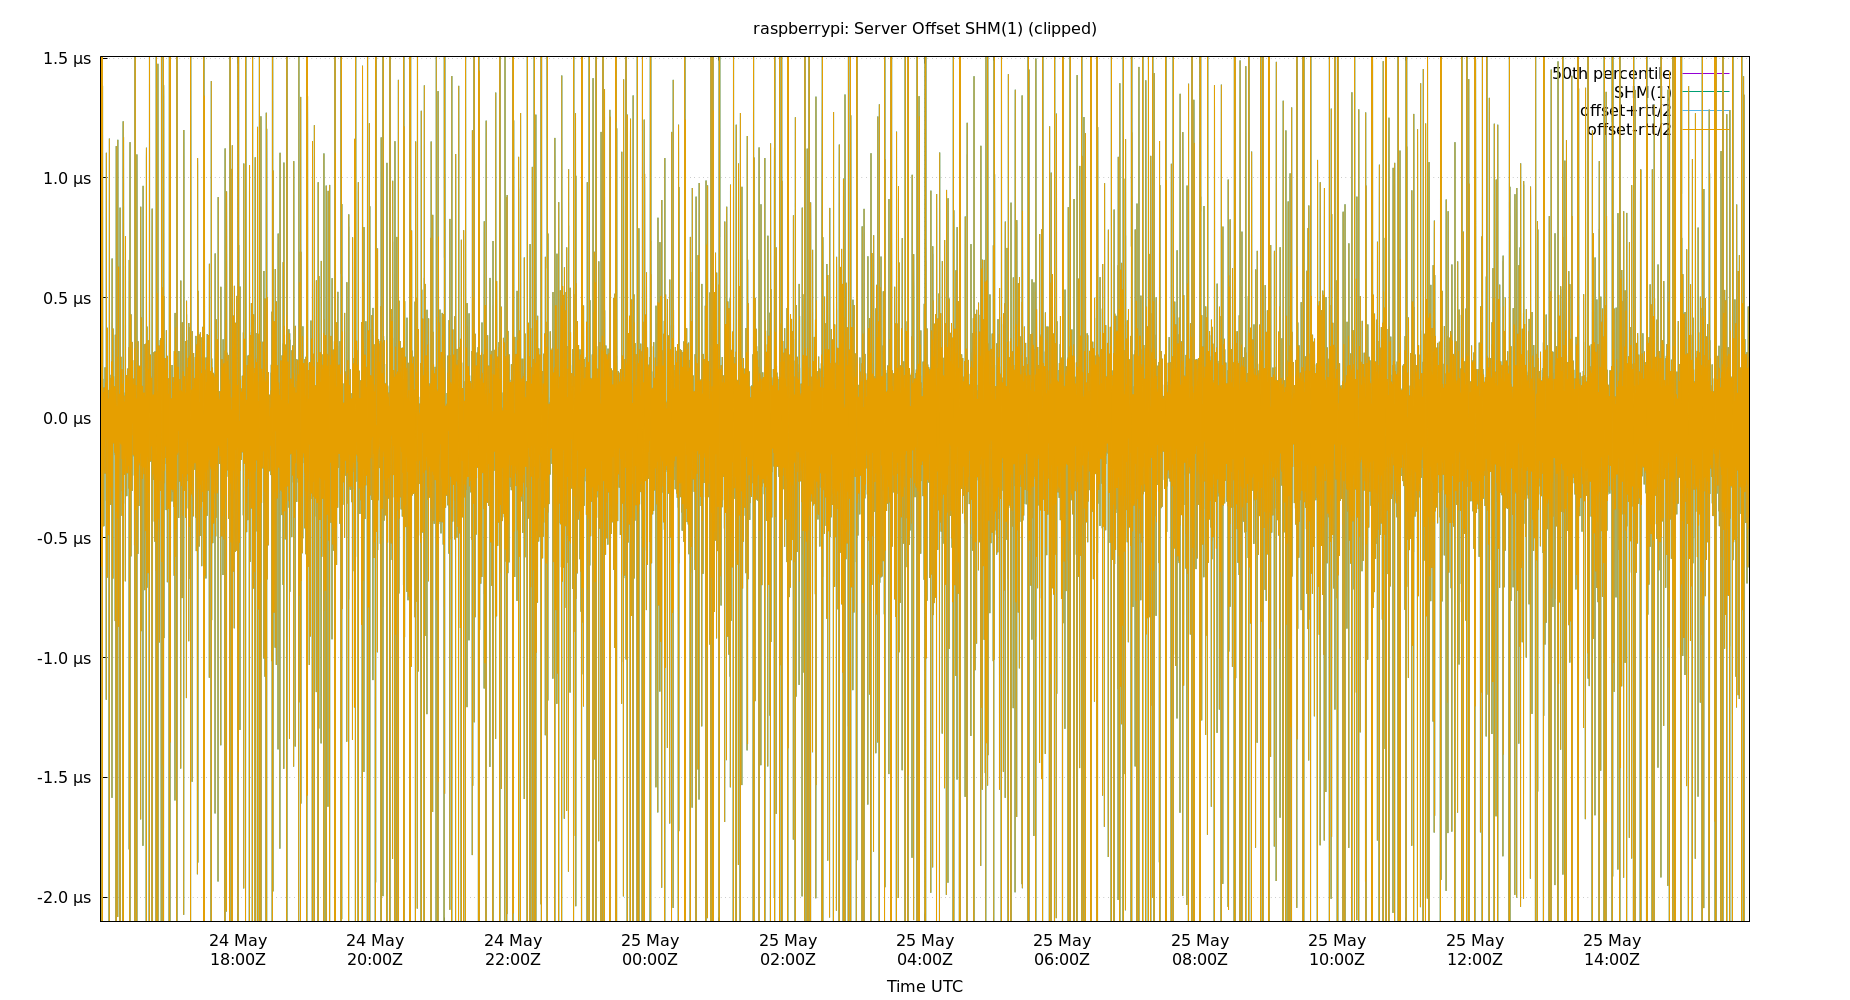 raspberrypi: Server Offset SHM(1) (clipped)
1.5 µs
1.0 µs
0.5 µs
0.0 µs
-0.5 µs
-1.0 µs
-1.5 µs
-2.0 µs
50th percentile
SHM(1)
offset+rtt/2
offset-rtt/2
24 May 24 May 24 May 25 May 25 May 25 May 25 May 25 May 25 May 25 May 25 May
18:00Z 20:00Z 22:00Z 00:00Z 02:00Z 04:00Z 06:00Z 08:00Z 10:00Z 12:00Z 14:00Z
Time UTC